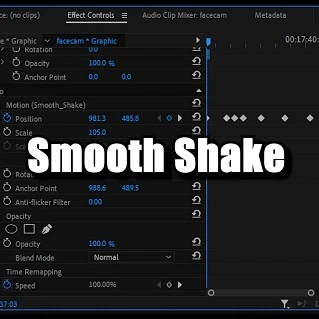 ce: (no clips) Effect Controls Audio Clip Mixer: facecam Metadata
e * Graphic facecam * Graphic 00:17:40
Rotation 0.0
Opacity 100.0 %
Anchor Point 0.0 0.0
Motion (Smooth_Shake)
Position 981.3 485.8
Scale 105.0
Smooth Shake
Rota
Anchor Point 988.6 489.5
Anti-flicker Filter 0.00
Opacity
Opacity 100.0 %
Blend Mode Normal
Time Remapping
Speed 100.00%
37:03